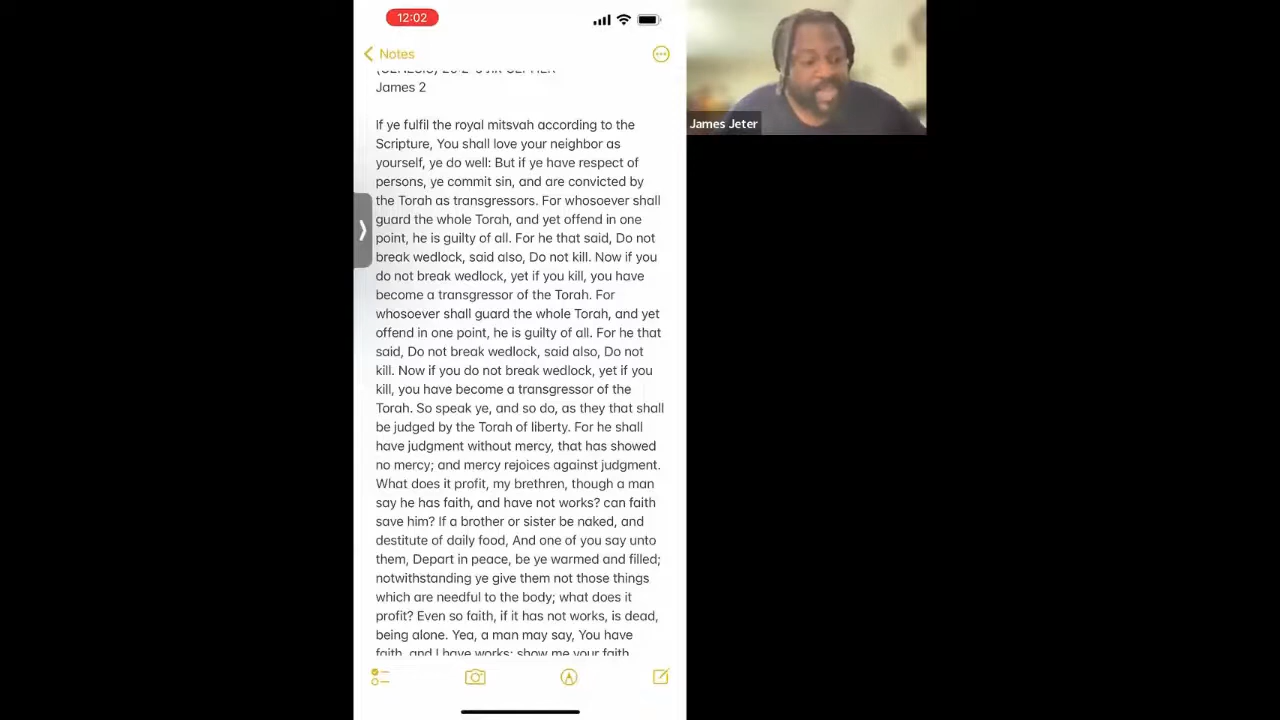 12:02
Notes
James 2
If ye fulfil the royal mitsvah according to the
Scripture, You shall love your neighbor as
yourself, ye do well: But if ye have respect of
persons, ye commit sin, and are convicted by
the Torah as transgressors. For whosoever shall
guard the whole Torah, and yet offend in one
point, he is guilty of all. For he that said, Do not
break wedlock, said also, Do not kill. Now if you
do not break wedlock, yet if you kill, you have
become a transgressor of the Torah. For
whosoever shall guard the whole Torah, and yet
offend in one point, he is guilty of all. For he that
said, Do not break wedlock, said also, Do not
kill. Now if you do not break wedlock, yet if you
kill, you have become a transgressor of the
Torah. So speak ye, and so do, as they that shall
be judged by the Torah of liberty. For he shall
have judgment without mercy, that has showed
no mercy; and mercy rejoices against judgment.
What does it profit, my brethren, though a man
say he has faith, and have not works? can faith
save him? If a brother or sister be naked, and
destitute of daily food, And one of you say unto
them, Depart in peace, be ye warmed and filled;
notwithstanding ye give them not those things
which are needful to the body; what does it
profit? Even so faith, if it has not works, is dead,
being alone. Yea, a man may say, You have
faith, and I have works: show me your faith
James Jeter